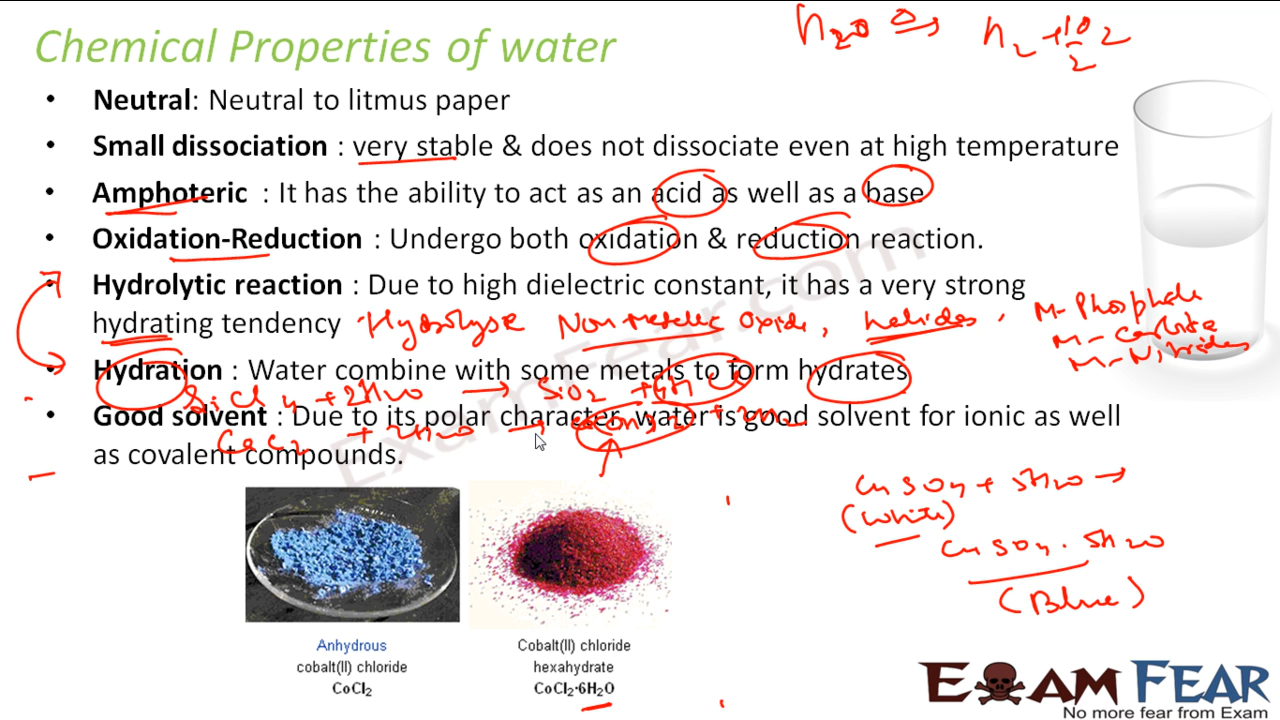 Chemical Properties of water
H2O Δ→ H2 + 1O2
2
• Neutral: Neutral to litmus paper
• Small dissociation : very stable & does not dissociate even at high temperature
• Amphoteric : It has the ability to act as an acid as well as a base
• Oxidation-Reduction : Undergo both oxidation & reduction reaction.
• Hydrolytic reaction : Due to high dielectric constant, it has a very strong
hydrating tendency Hydrolyse Non metallic oxide, halides,
M-Phosphide
M-Carbide
M-Nitrides
• Hydration : Water combine with some metals to form hydrates
SiCl4 + 2H2O → SiO2 + 4HCl
• Good solvent : Due to its polar character, water is good solvent for ionic as well
CaC2 + 2H2O →
as covalent compounds.
CuSO4 + 5H2O →
(White)
CuSO4 . 5H2O
(Blue)
ExamFear.com
Anhydrous
cobalt(II) chloride
CoCl2
Cobalt(II) chloride
hexahydrate
CoCl2·6H2O
EXAM FEAR
No more fear from Exam